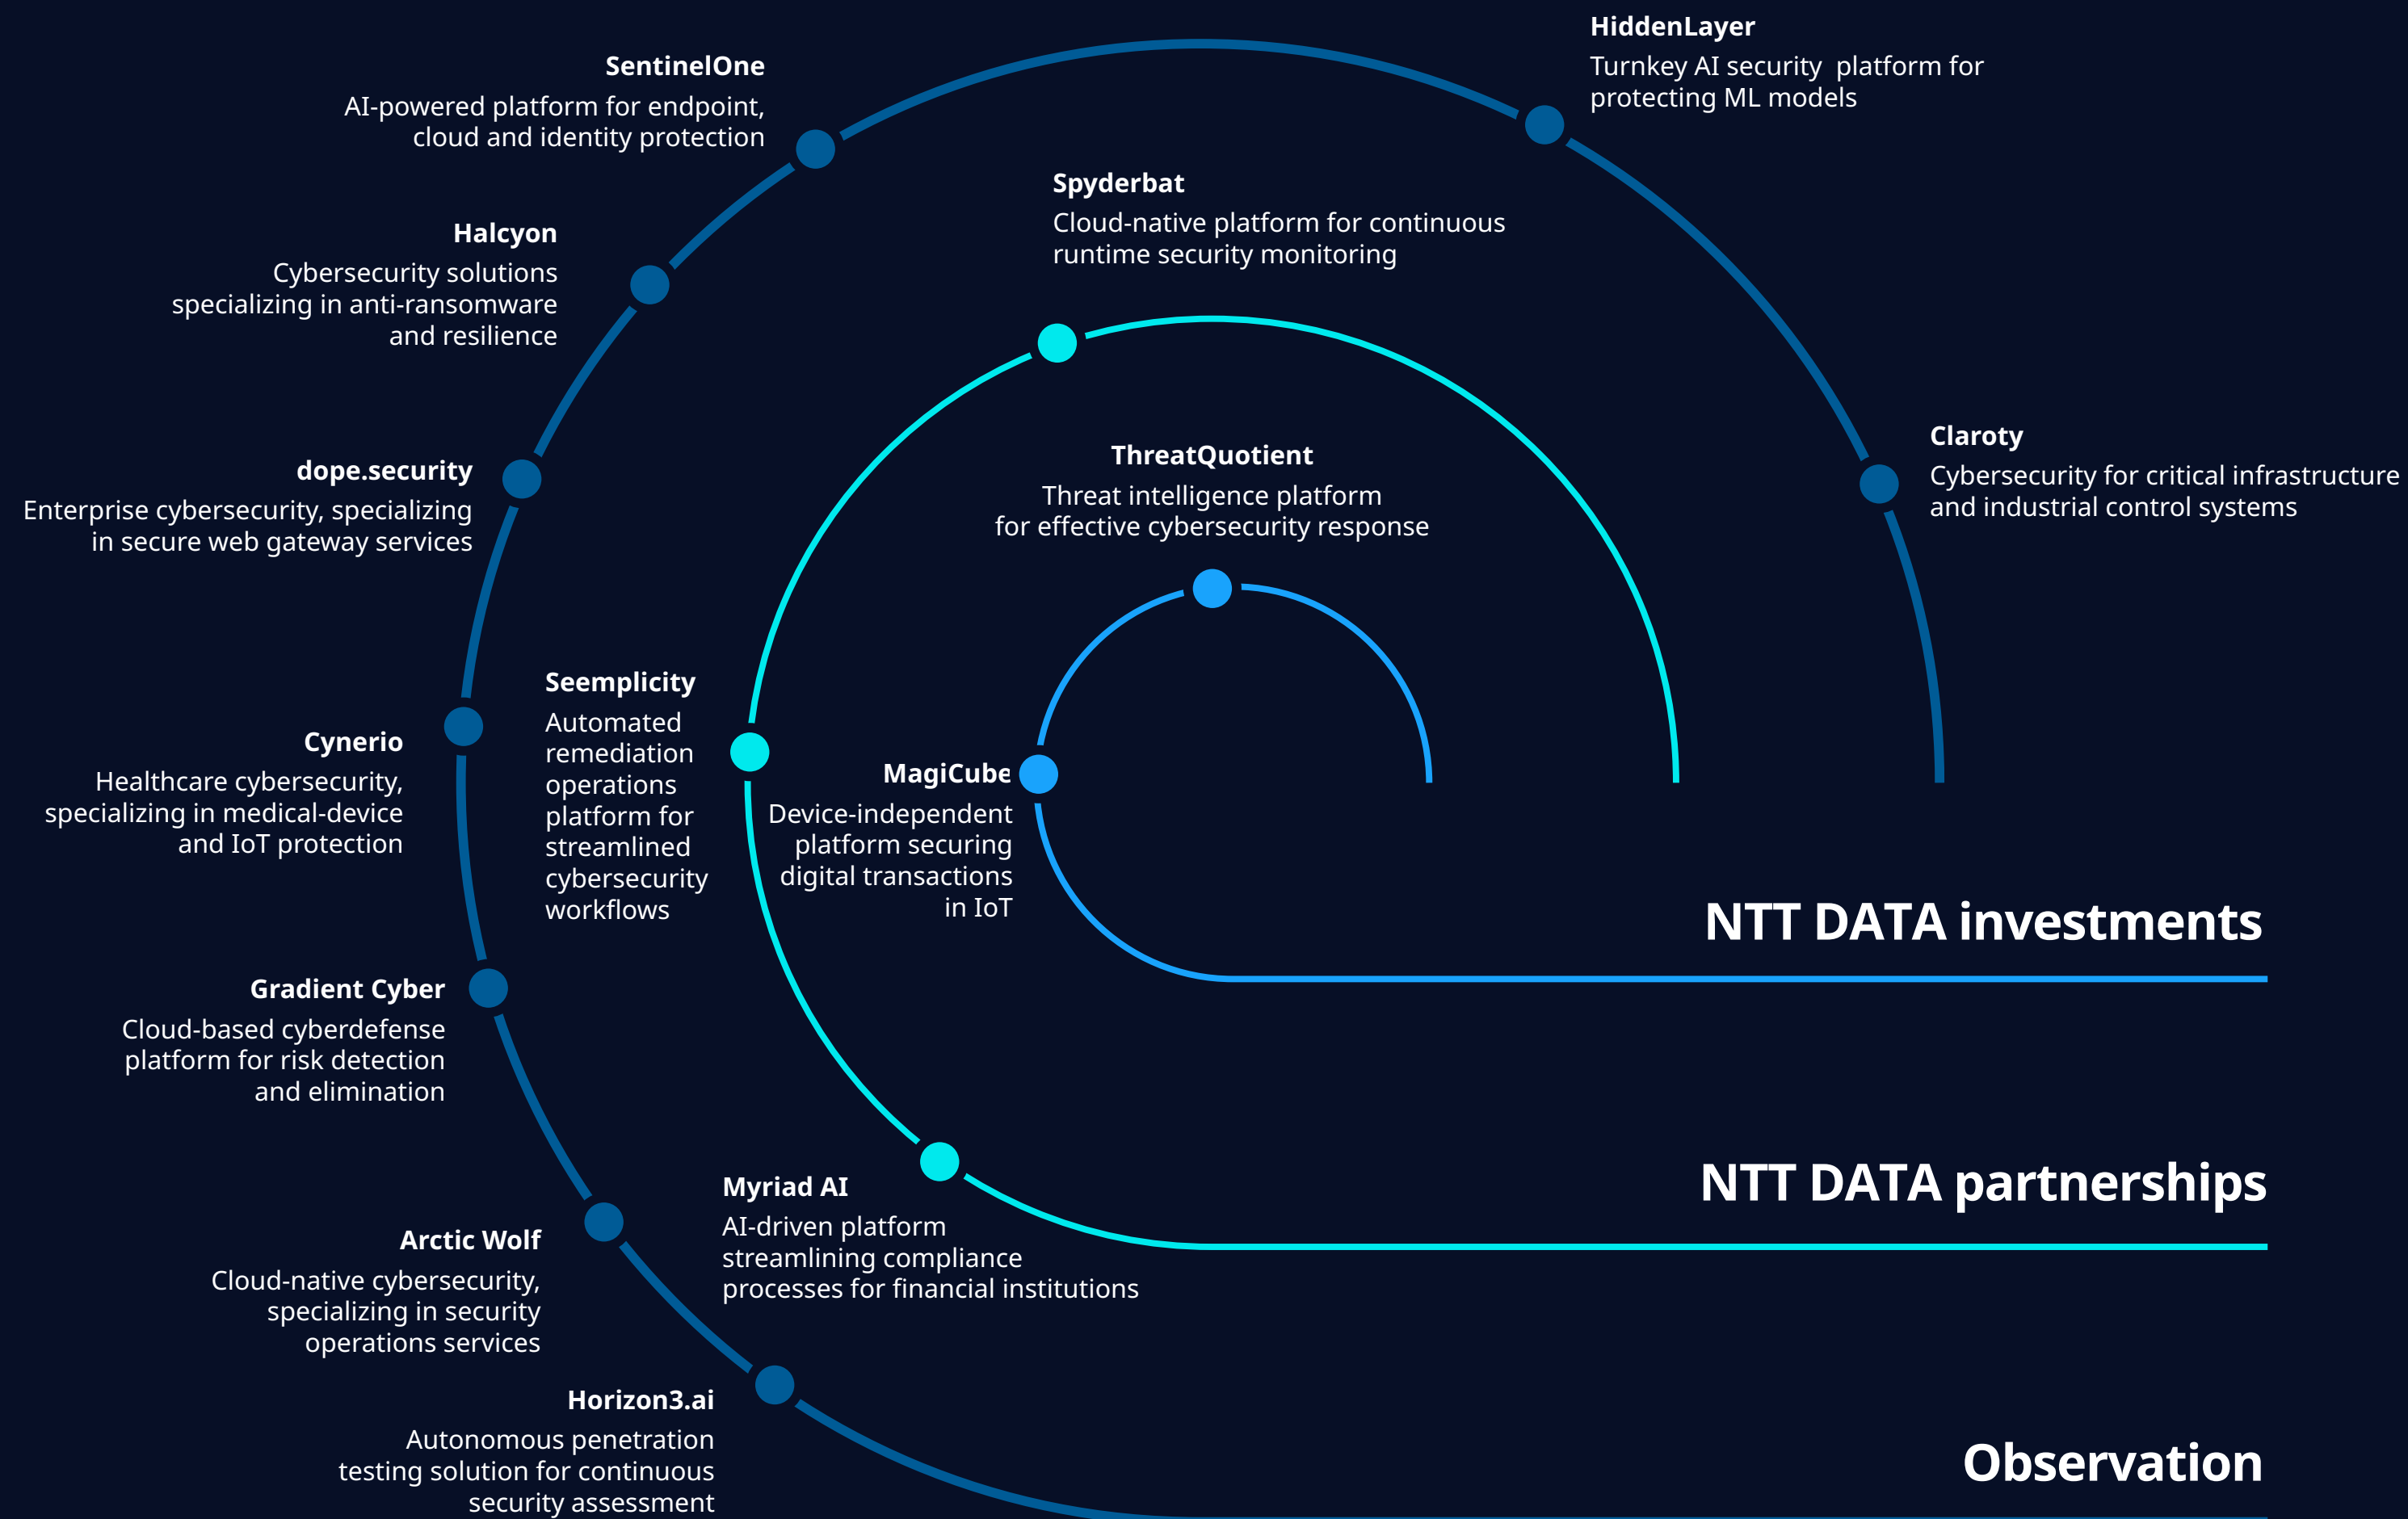 HiddenLayer
Turnkey AI security  platform for
protecting ML models
SentinelOne
AI-powered platform for endpoint,
cloud and identity protection
Spyderbat
Cloud-native platform for continuous
runtime security monitoring
Halcyon
Cybersecurity solutions
specializing in anti-ransomware
and resilience
Claroty
Cybersecurity for critical infrastructure
and industrial control systems
ThreatQuotient
Threat intelligence platform
for effective cybersecurity response
dope.security
Enterprise cybersecurity, specializing
in secure web gateway services
Seemplicity
Automated
remediation
operations
platform for
streamlined
cybersecurity
workflows
Cynerio
Healthcare cybersecurity,
specializing in medical-device
and IoT protection
MagiCube
Device-independent
platform securing
digital transactions
in IoT
NTT DATA investments
Gradient Cyber
Cloud-based cyberdefense
platform for risk detection
and elimination
NTT DATA partnerships
Myriad AI
AI-driven platform
streamlining compliance
processes for financial institutions
Arctic Wolf
Cloud-native cybersecurity,
specializing in security
operations services
Horizon3.ai
Autonomous penetration
testing solution for continuous
security assessment
Observation